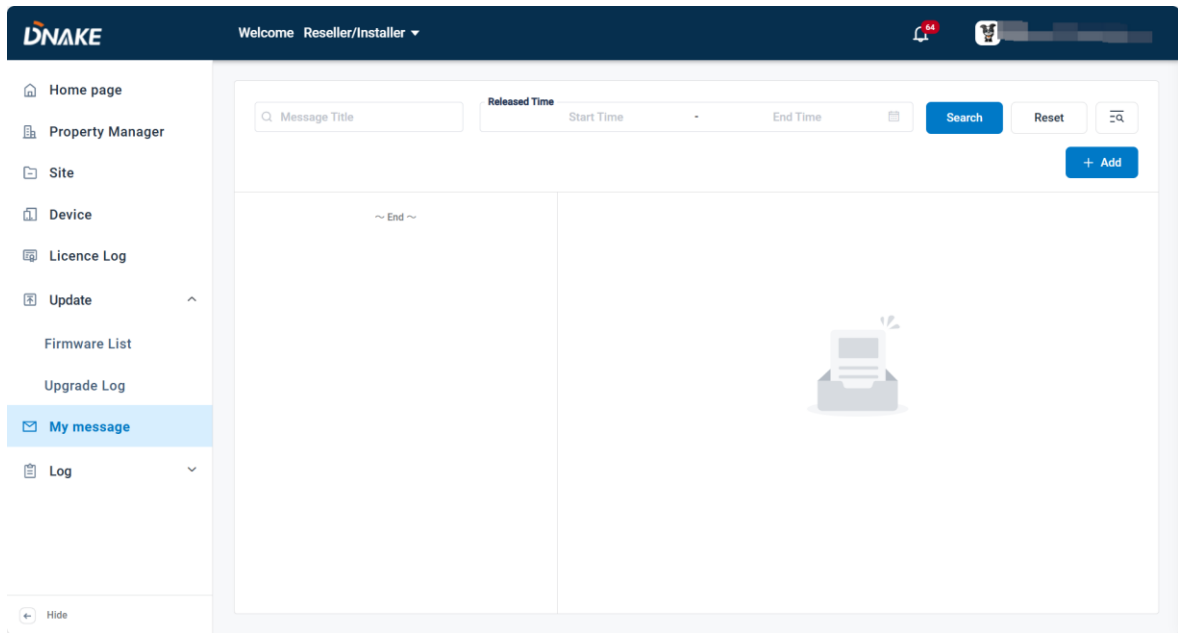 DNAKE
Welcome Reseller/Installer
64
Home page
Property Manager
Site
Device
Licence Log
Update
Firmware List
Upgrade Log
My message
Log
Hide
Message Title
Released Time
Start Time - End Time
Search
Reset
+ Add
~ End ~